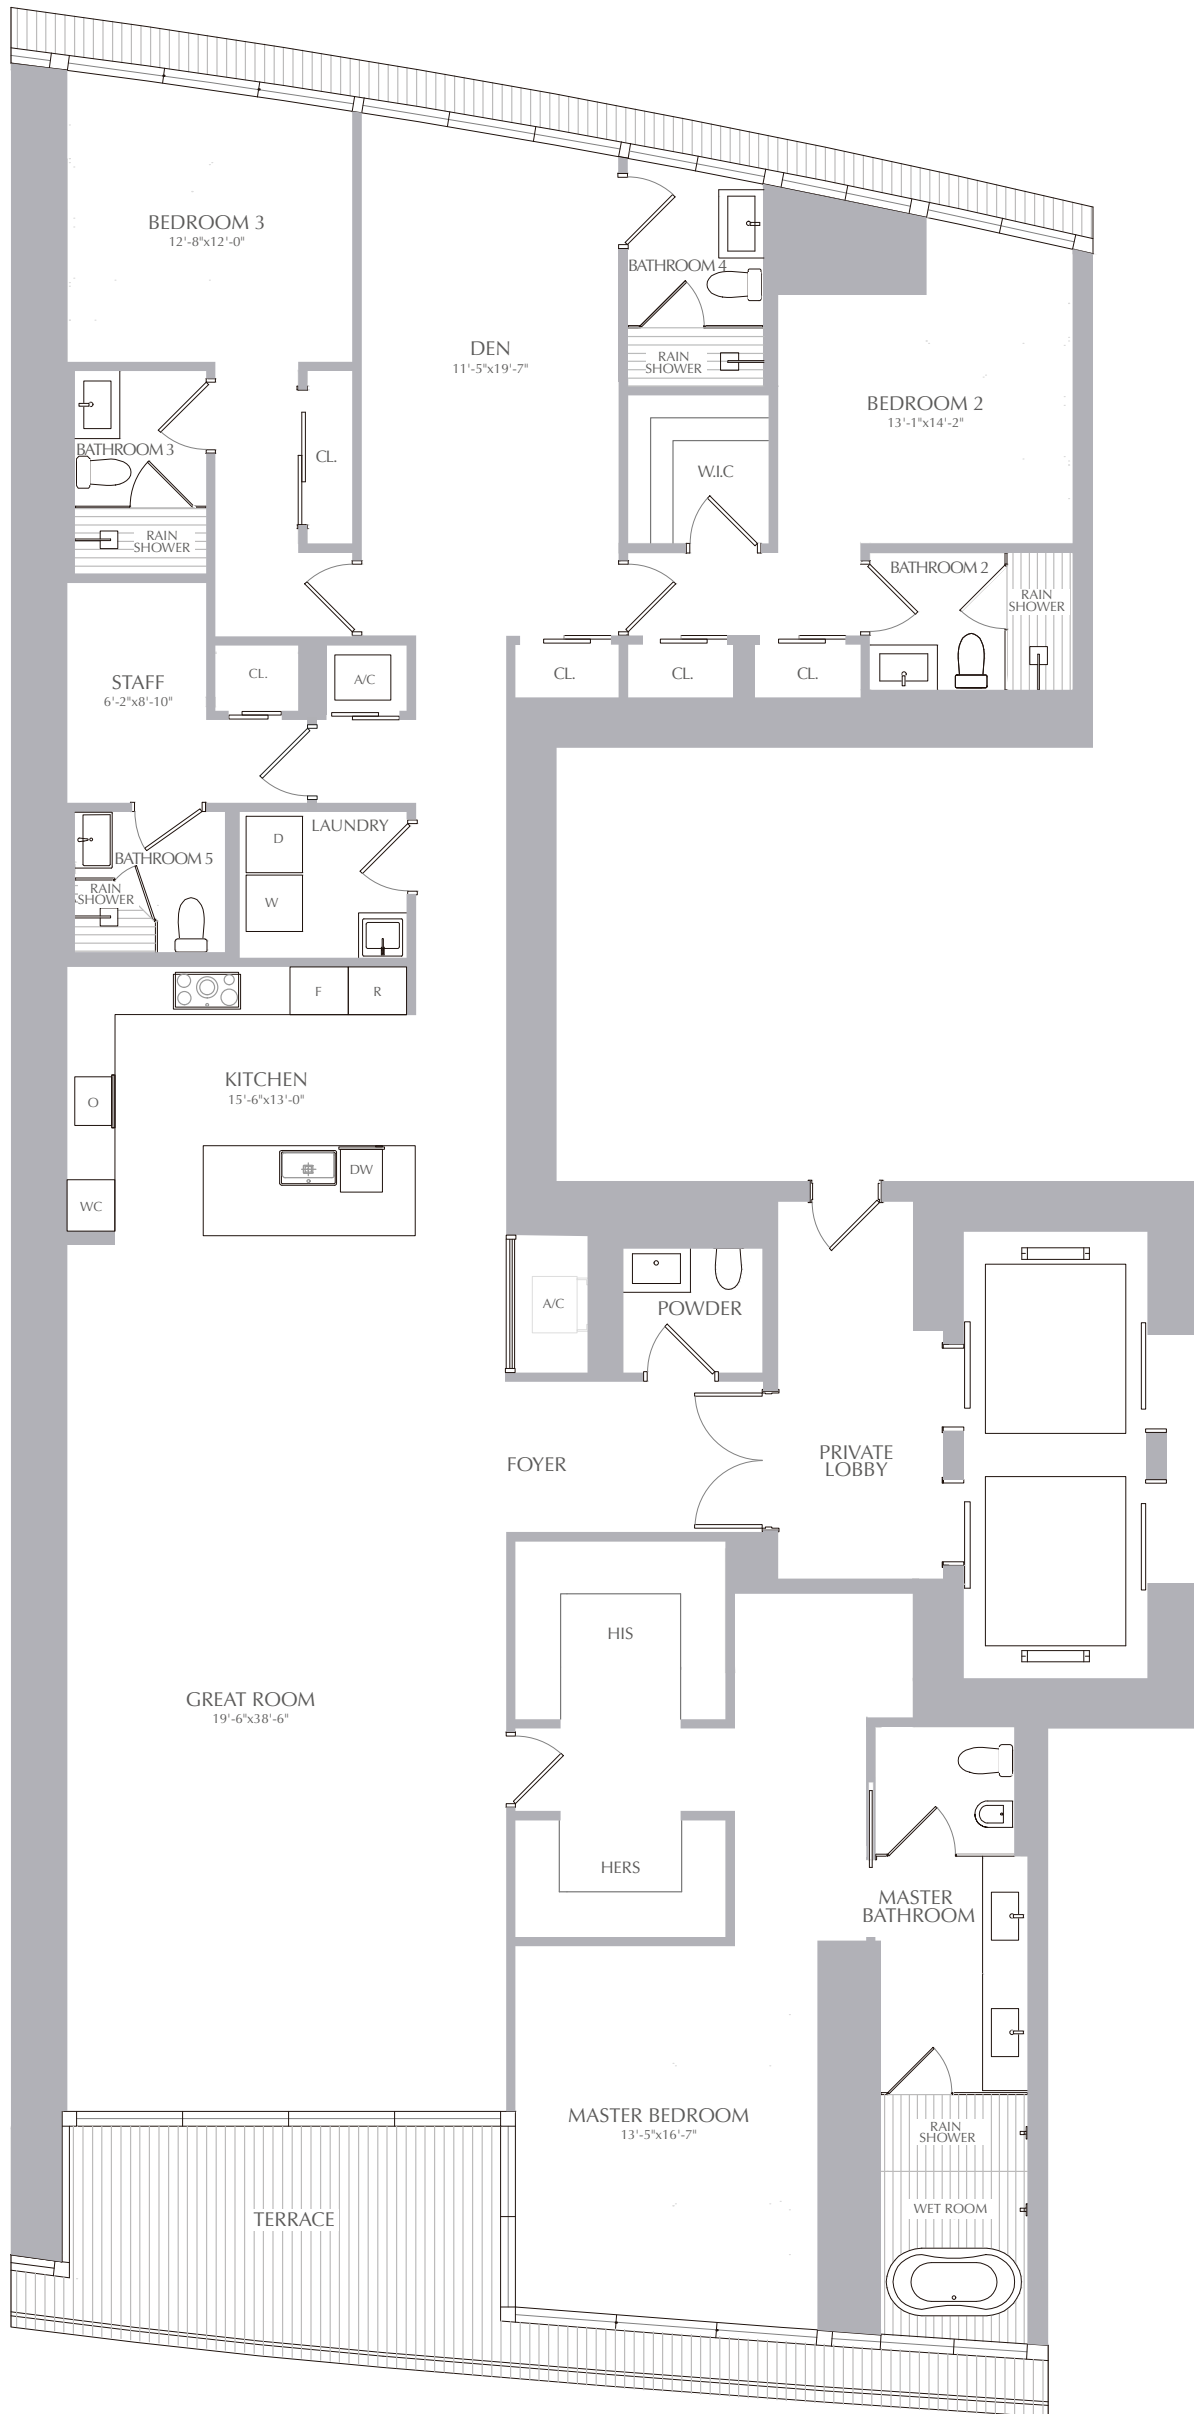 BEDROOM 3
12'-8"x12'-0"
BATHROOM 4
RAIN
SHOWER
DEN
11'-5"x19'-7"
BEDROOM 2
13'-1"x14'-2"
BATHROOM 3
CL.
W.I.C
RAIN
SHOWER
BATHROOM 2
RAIN
SHOWER
STAFF
6'-2"x8'-10"
CL.
A/C
CL.
CL.
CL.
LAUNDRY
D
W
BATHROOM 5
RAIN
SHOWER
F
R
KITCHEN
15'-6"x13'-0"
O
DW
WC
A/C
POWDER
FOYER
PRIVATE
LOBBY
HIS
GREAT ROOM
19'-6"x38'-6"
HERS
MASTER
BATHROOM
MASTER BEDROOM
13'-5"x16'-7"
RAIN
SHOWER
WET ROOM
TERRACE